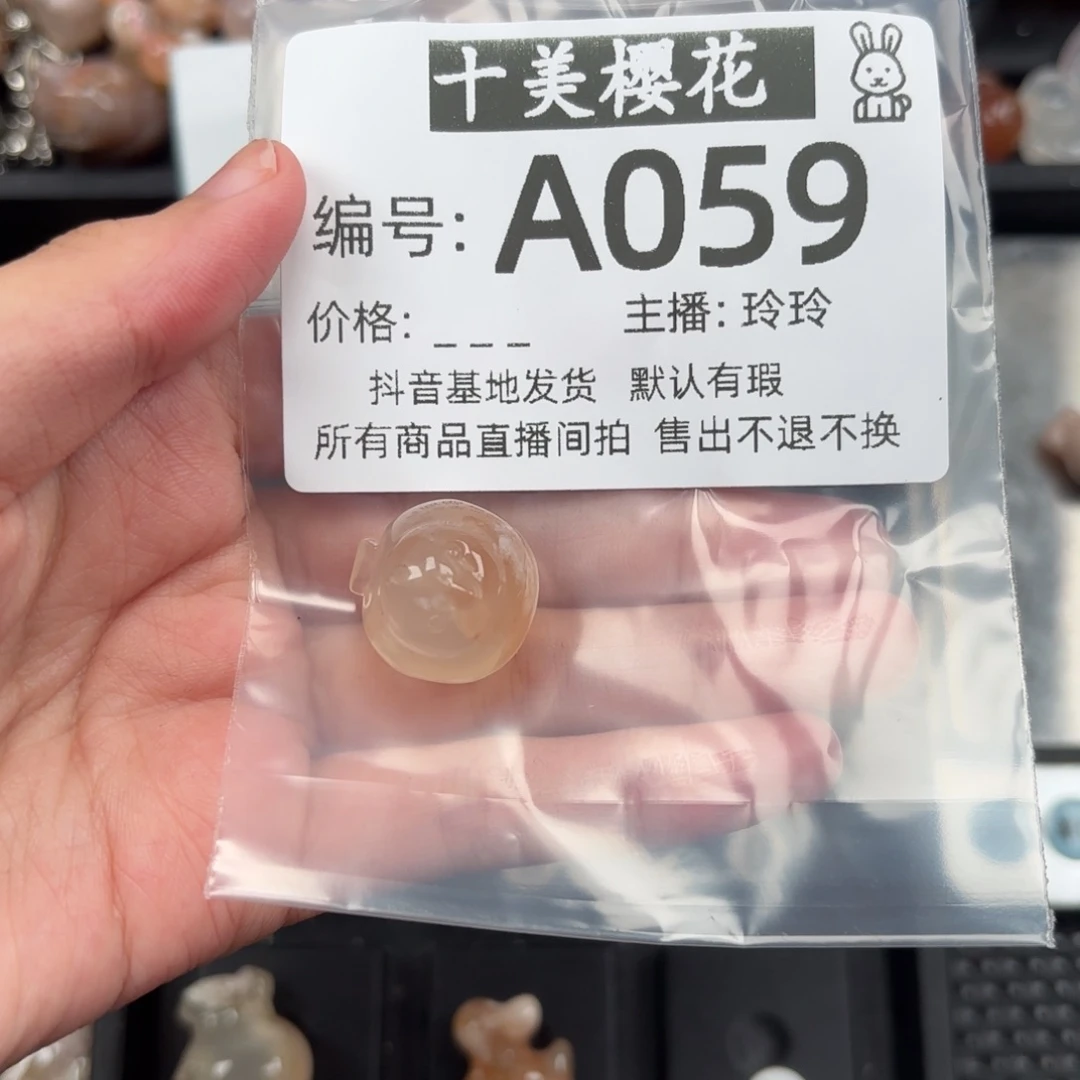 十美樱花
编号: A059
价格: _ _ _ 主播: 玲玲
抖音基地发货 默认有瑕
所有商品直播间拍 售出不退不换